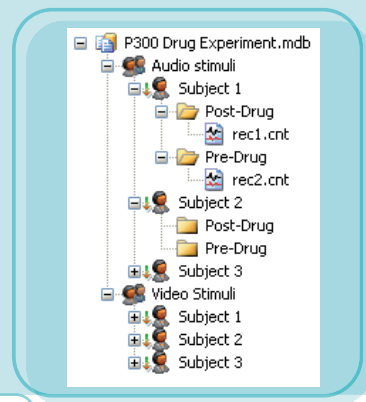 P300 Drug Experiment.mdb
Audio stimuli
Subject 1
Post-Drug
rec1.cnt
Pre-Drug
rec2.cnt
Subject 2
Post-Drug
Pre-Drug
Subject 3
Video Stimuli
Subject 1
Subject 2
Subject 3